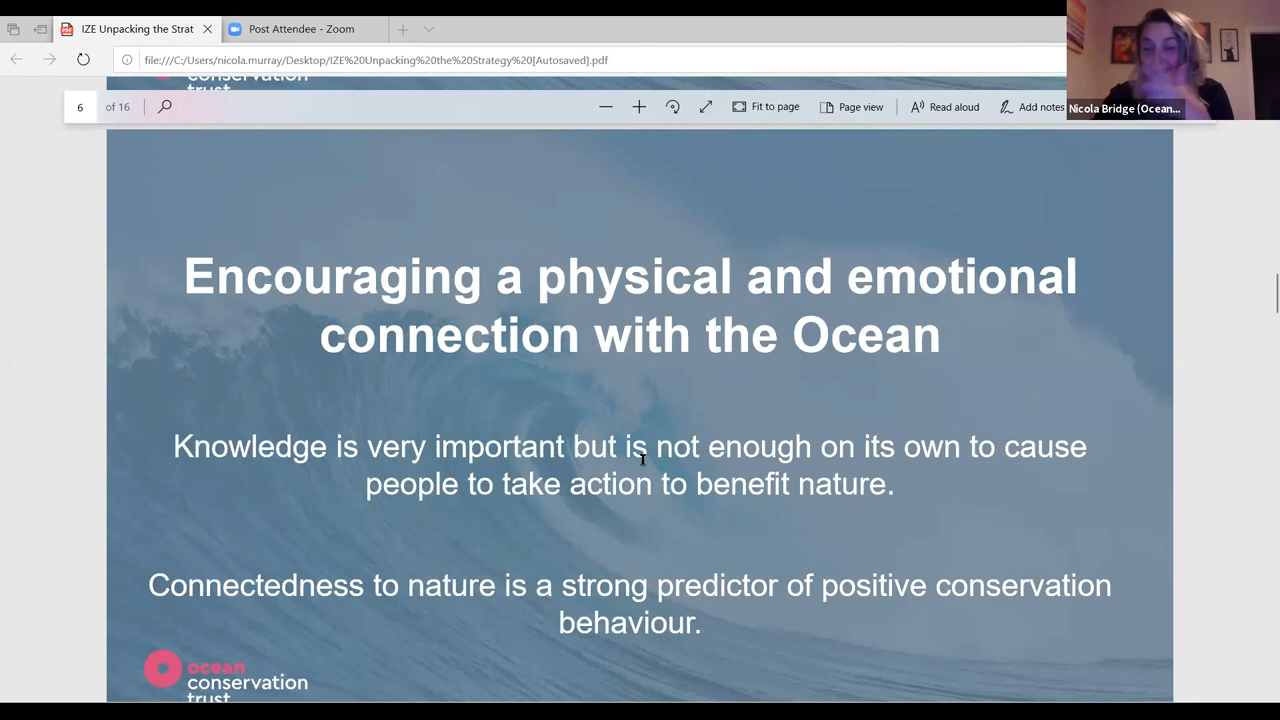 IZE Unpacking the Strat
Post Attendee - Zoom
file:///C:/Users/nicola.murray/Desktop/IZE%20Unpacking%20the%20Strategy%20[Autosaved].pdf
conservation
trust
6 of 16
Fit to page
Page view
Read aloud
Add notes
Nicola Bridge (Ocean...
Encouraging a physical and emotional
connection with the Ocean
Knowledge is very important but is not enough on its own to cause
people to take action to benefit nature.
Connectedness to nature is a strong predictor of positive conservation
behaviour.
ocean
conservation
trust